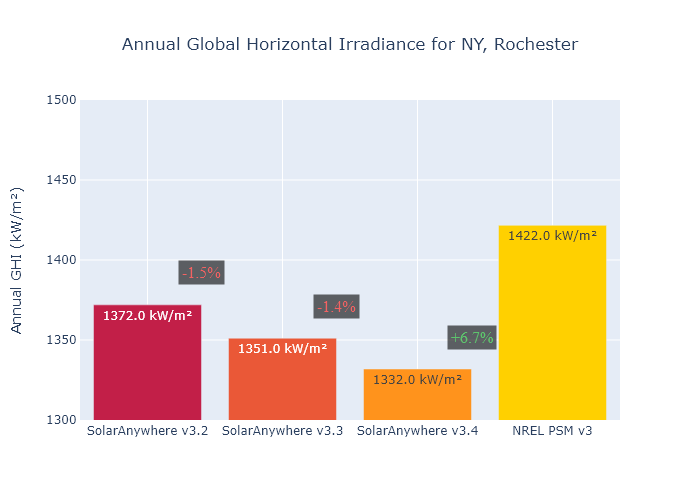 Annual Global Horizontal Irradiance for NY, Rochester
Annual GHI (kW/m²)
1500
1450
1400
1350
1300
1372.0 kW/m²
1351.0 kW/m²
1332.0 kW/m²
1422.0 kW/m²
-1.5%
-1.4%
+6.7%
SolarAnywhere v3.2
SolarAnywhere v3.3
SolarAnywhere v3.4
NREL PSM v3